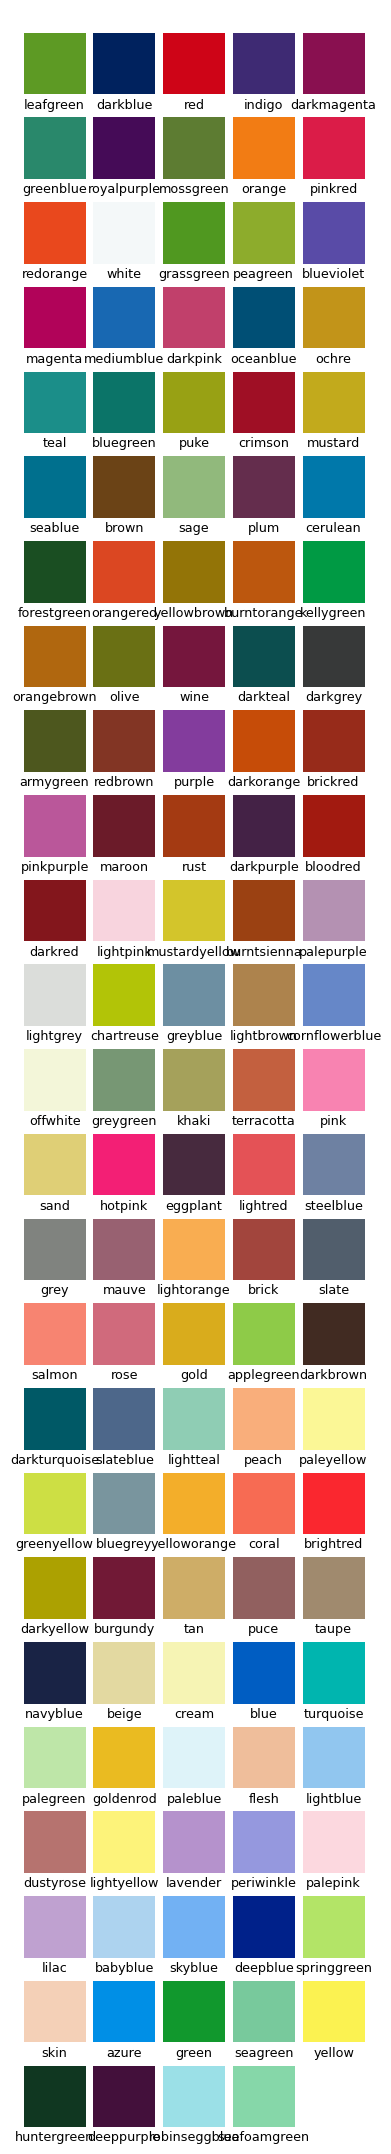 leafgreen darkblue red indigo darkmagenta
greenblue royalpurple mossgreen orange pinkred
redorange white grassgreen peagreen blueviolet
magenta mediumblue darkpink oceanblue ochre
teal bluegreen puke crimson mustard
seablue brown sage plum cerulean
forestgreen orangered yellowbrown burntorange kellygreen
orangebrown olive wine darkteal darkgrey
armygreen redbrown purple darkorange brickred
pinkpurple maroon rust darkpurple bloodred
darkred lightpink mustardyellow burntsienna palepurple
lightgrey chartreuse greyblue lightbrown cornflowerblue
offwhite greygreen khaki terracotta pink
sand hotpink eggplant lightred steelblue
grey mauve lightorange brick slate
salmon rose gold applegreen darkbrown
darkturquoise slateblue lightteal peach paleyellow
greenyellow bluegrey yelloworange coral brightred
darkyellow burgundy tan puce taupe
navyblue beige cream blue turquoise
palegreen goldenrod paleblue flesh lightblue
dustyrose lightyellow lavender periwinkle palepink
lilac babyblue skyblue deepblue springgreen
skin azure green seagreen yellow
huntergreen deeppurple robinseggblue seafoamgreen